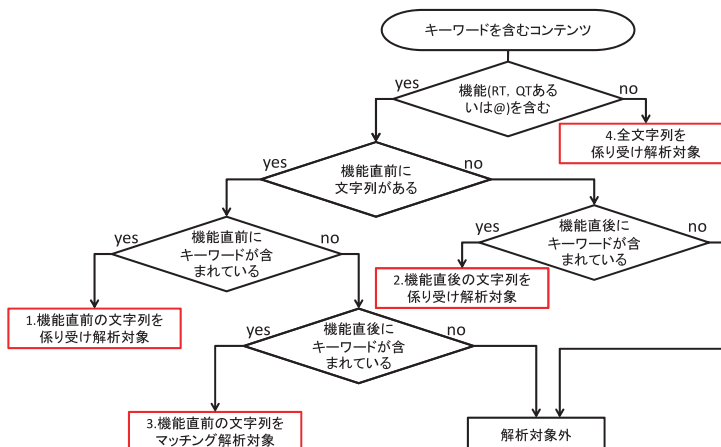 キーワードを含むコンテンツ
yes
機能(RT, QTある
いは@)を含む
no
4.全文字列を
係り受け解析対象
yes
機能直前に
文字列がある
no
yes
機能直前に
キーワードが含
まれている
no
yes
機能直後に
キーワードが含
まれている
no
2.機能直後の文字列を
係り受け解析対象
1.機能直前の文字列を
係り受け解析対象
yes
機能直後に
キーワードが含
まれている
no
3.機能直前の文字列を
マッチング解析対象
解析対象外